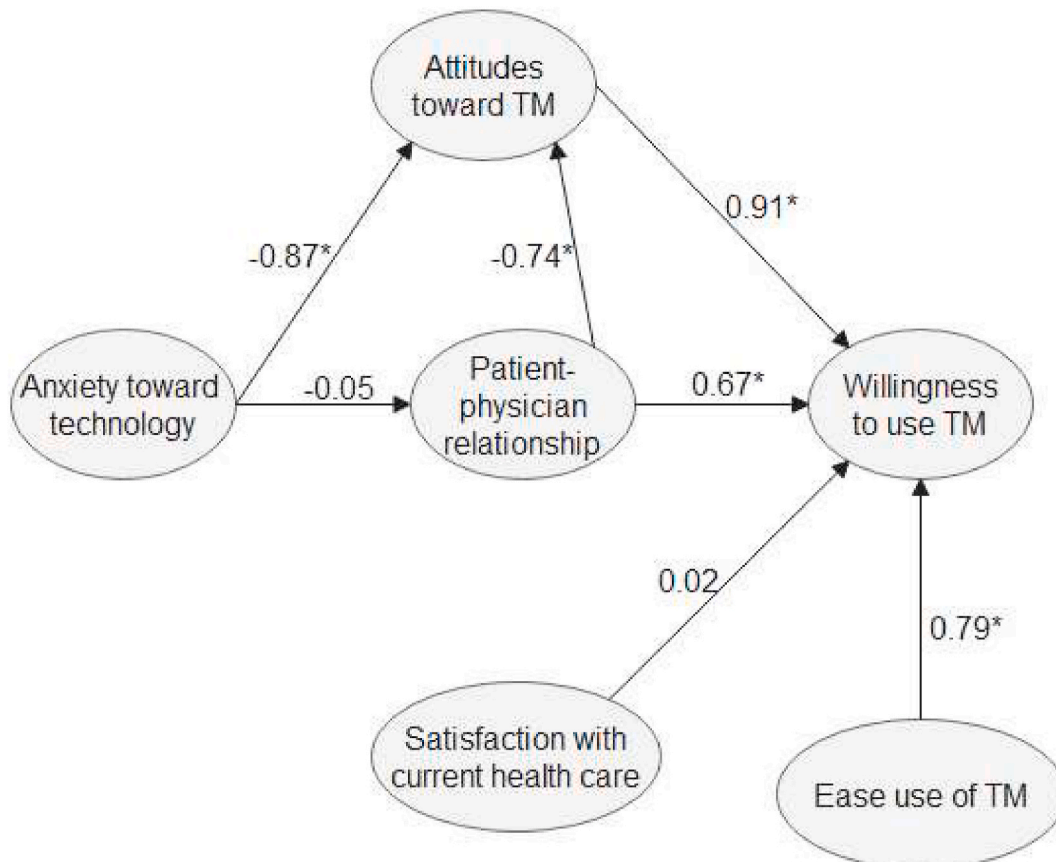 Attitudes
toward TM
0.91*
-0.87*
-0.74*
Anxiety toward
technology
-0.05
Patient-
physician
relationship
0.67*
Willingness
to use TM
0.02
0.79*
Satisfaction with
current health care
Ease use of TM